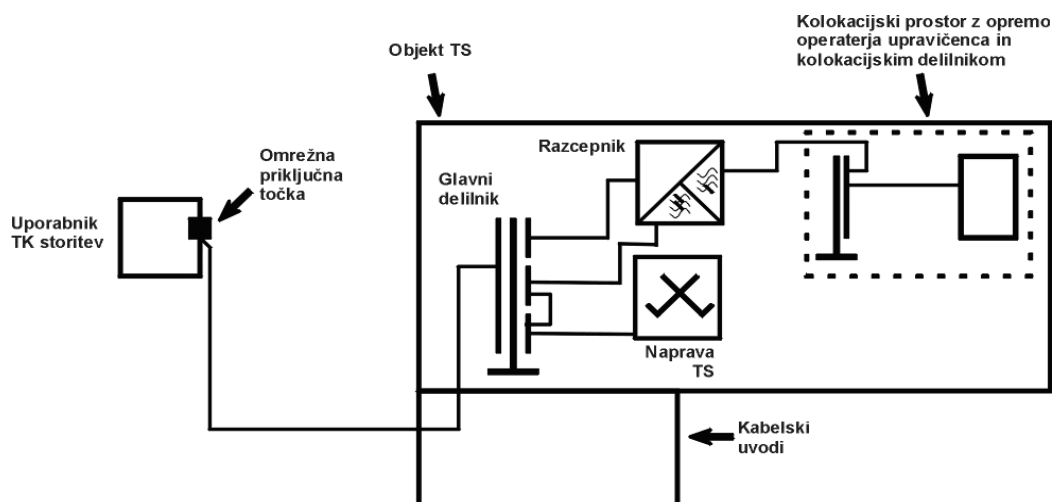 Kolokacijski prostor z opremo
operaterja upravičenca in
kolokacijskim delilnikom
Objekt TS
Razcepnik
Omrežna
priključna
točka
Glavni
delilnik
Uporabnik
TK storitev
Naprava
TS
Kabelski
uvodi